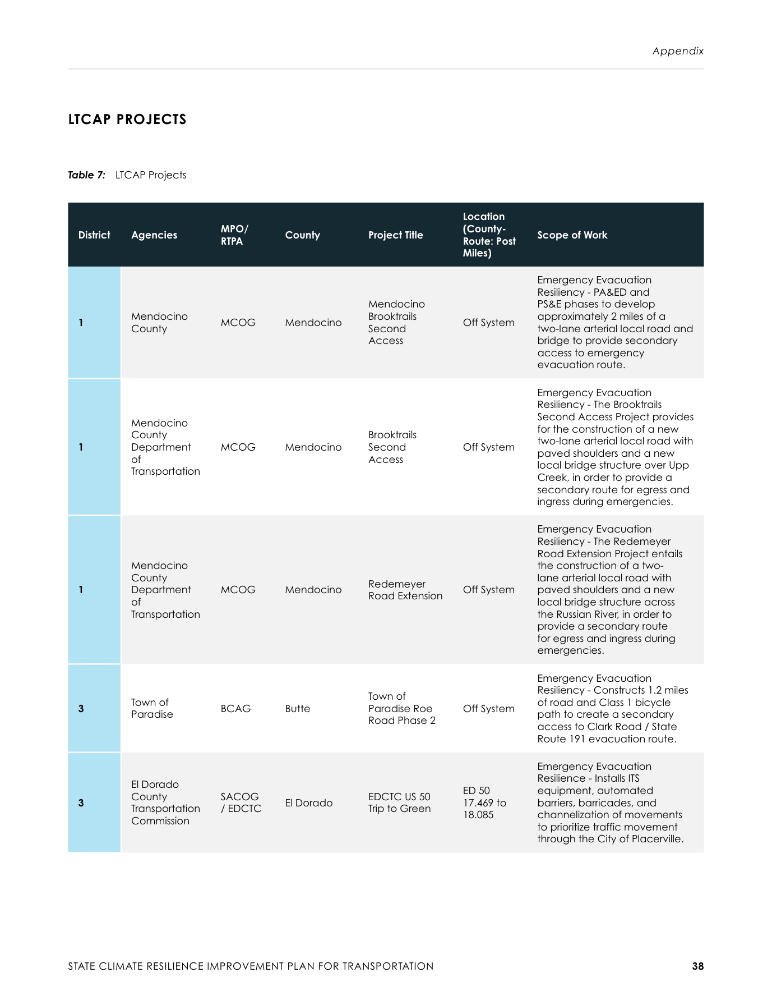 Appendix
LTCAP PROJECTS
Table 7: LTCAP Projects
District
Agencies
MPO/
RTPA
County
Project Title
Location
(County-
Route: Post
Miles)
Scope of Work
1
Mendocino
County
MCOG
Mendocino
Mendocino
Brooktrails
Second
Access
Off System
Emergency Evacuation
Resiliency - PA&ED and
PS&E phases to develop
approximately 2 miles of a
two-lane arterial local road and
bridge to provide secondary
access to emergency
evacuation route.
1
Mendocino
County
Department
of
Transportation
MCOG
Mendocino
Brooktrails
Second
Access
Off System
Emergency Evacuation
Resiliency - The Brooktrails
Second Access Project provides
for the construction of a new
two-lane arterial local road with
paved shoulders and a new
local bridge structure over Upp
Creek, in order to provide a
secondary route for egress and
ingress during emergencies.
1
Mendocino
County
Department
of
Transportation
MCOG
Mendocino
Redemeyer
Road Extension
Off System
Emergency Evacuation
Resiliency - The Redemeyer
Road Extension Project entails
the construction of a two-
lane arterial local road with
paved shoulders and a new
local bridge structure across
the Russian River, in order to
provide a secondary route
for egress and ingress during
emergencies.
3
Town of
Paradise
BCAG
Butte
Town of
Paradise Roe
Road Phase 2
Off System
Emergency Evacuation
Resiliency - Constructs 1.2 miles
of road and Class 1 bicycle
path to create a secondary
access to Clark Road / State
Route 191 evacuation route.
3
El Dorado
County
Transportation
Commission
SACOG
/ EDCTC
El Dorado
EDCTC US 50
Trip to Green
ED 50
17.469 to
18.085
Emergency Evacuation
Resilience - Installs ITS
equipment, automated
barriers, barricades, and
channelization of movements
to prioritize traffic movement
through the City of Placerville.
STATE CLIMATE RESILIENCE IMPROVEMENT PLAN FOR TRANSPORTATION
38